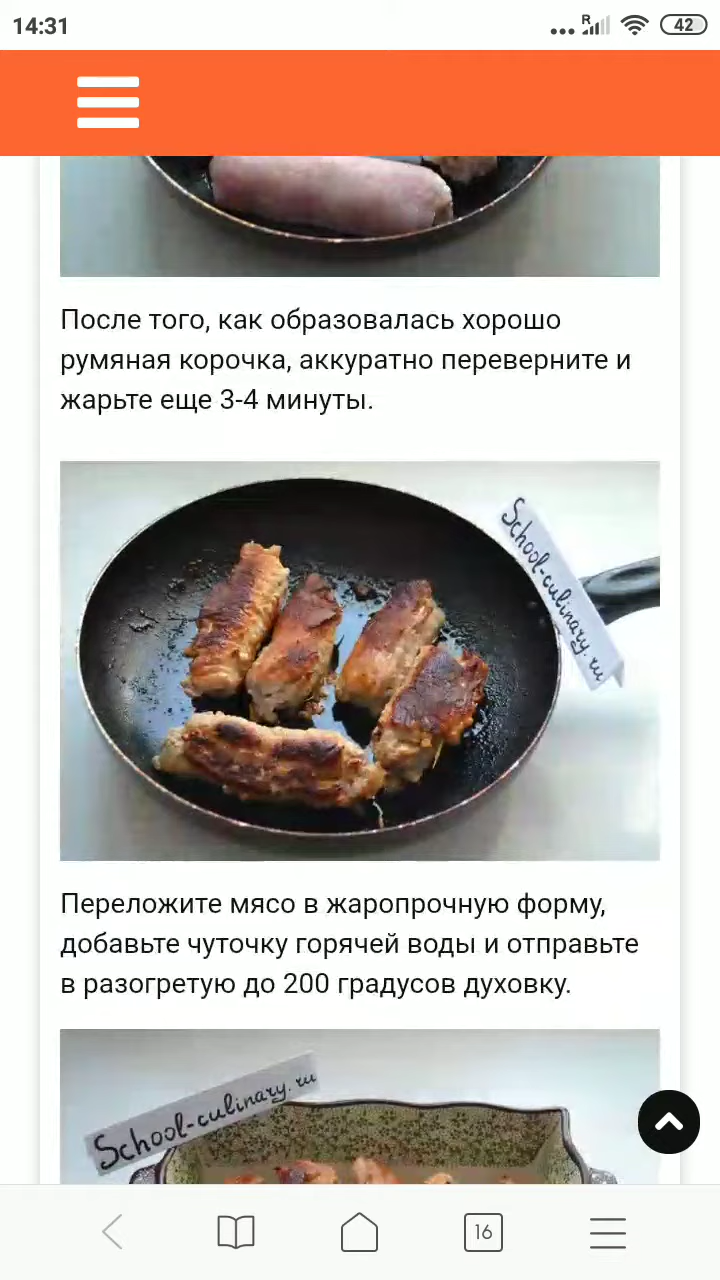 14:31
R
42
После того, как образовалась хорошо
румяная корочка, аккуратно переверните и
жарьте еще 3-4 минуты.
School-culinary.ru
Переложите мясо в жаропрочную форму,
добавьте чуточку горячей воды и отправьте
в разогретую до 200 градусов духовку.
School-culinary.ru
16